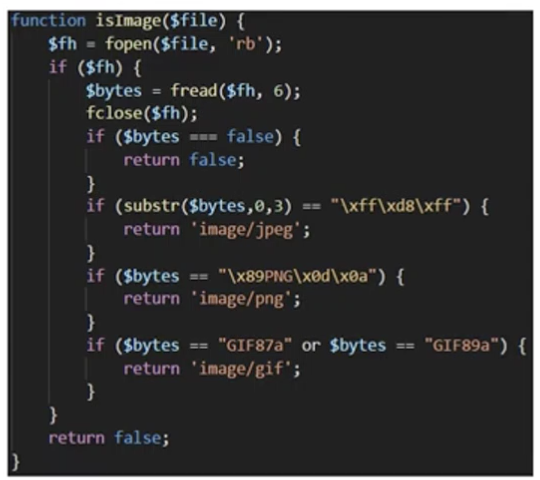 function isImage($file) {
    $fh = fopen($file, 'rb');
    if ($fh) {
        $bytes = fread($fh, 6);
        fclose($fh);
        if ($bytes === false) {
            return false;
        }
        if (substr($bytes,0,3) == "\xff\xd8\xff") {
            return 'image/jpeg';
        }
        if ($bytes == "\x89PNG\x0d\x0a") {
            return 'image/png';
        }
        if ($bytes == "GIF87a" or $bytes == "GIF89a") {
            return 'image/gif';
        }
    }
    return false;
}